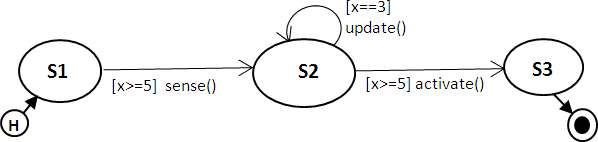 [x==3]
update()
S1
S2
S3
[x>=5] sense()
[x>=5] activate()
H